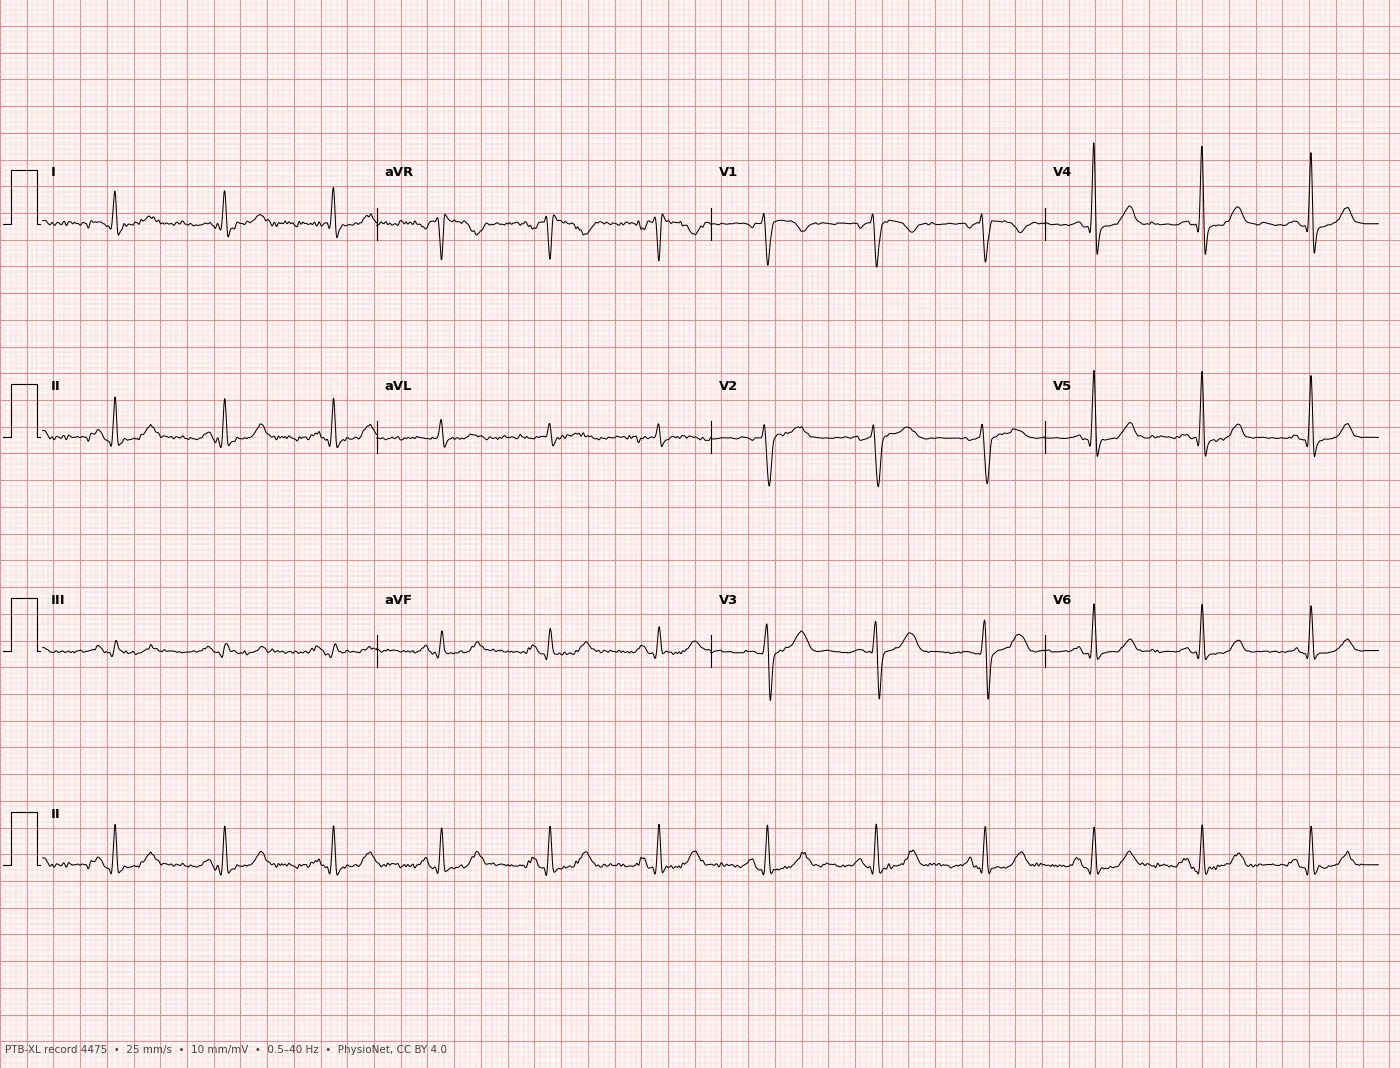 I aVR V1 V4
II aVL V2 V5
III aVF V3 V6
II
PTB-XL record 4475 • 25 mm/s • 10 mm/mV • 0.5–40 Hz • PhysioNet, CC BY 4.0